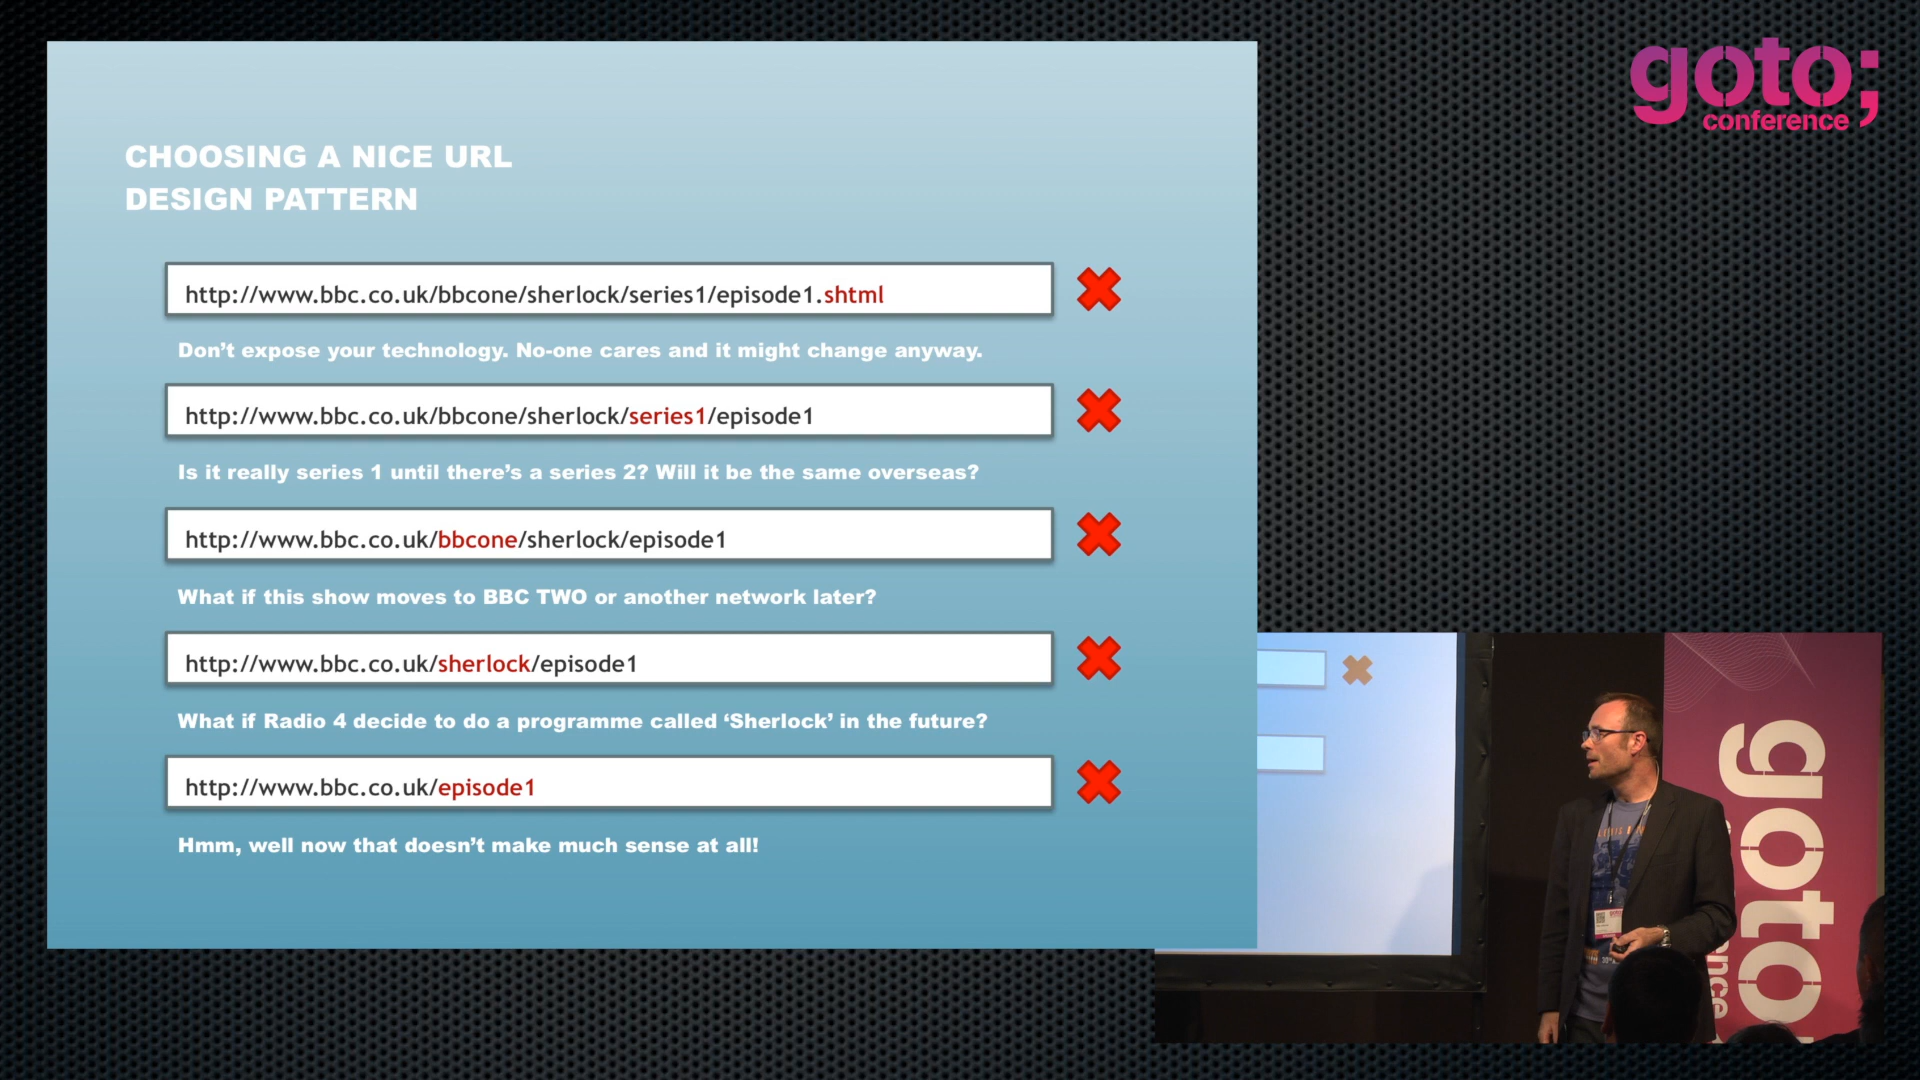 goto;
conference
CHOOSING A NICE URL
DESIGN PATTERN
http://www.bbc.co.uk/bbcone/sherlock/series1/episode1.shtml
Don't expose your technology. No-one cares and it might change anyway.
http://www.bbc.co.uk/bbcone/sherlock/series1/episode1
Is it really series 1 until there's a series 2? Will it be the same overseas?
http://www.bbc.co.uk/bbcone/sherlock/episode1
What if this show moves to BBC TWO or another network later?
http://www.bbc.co.uk/sherlock/episode1
What if Radio 4 decide to do a programme called ‘Sherlock’ in the future?
http://www.bbc.co.uk/episode1
Hmm, well now that doesn't make much sense at all!
goto